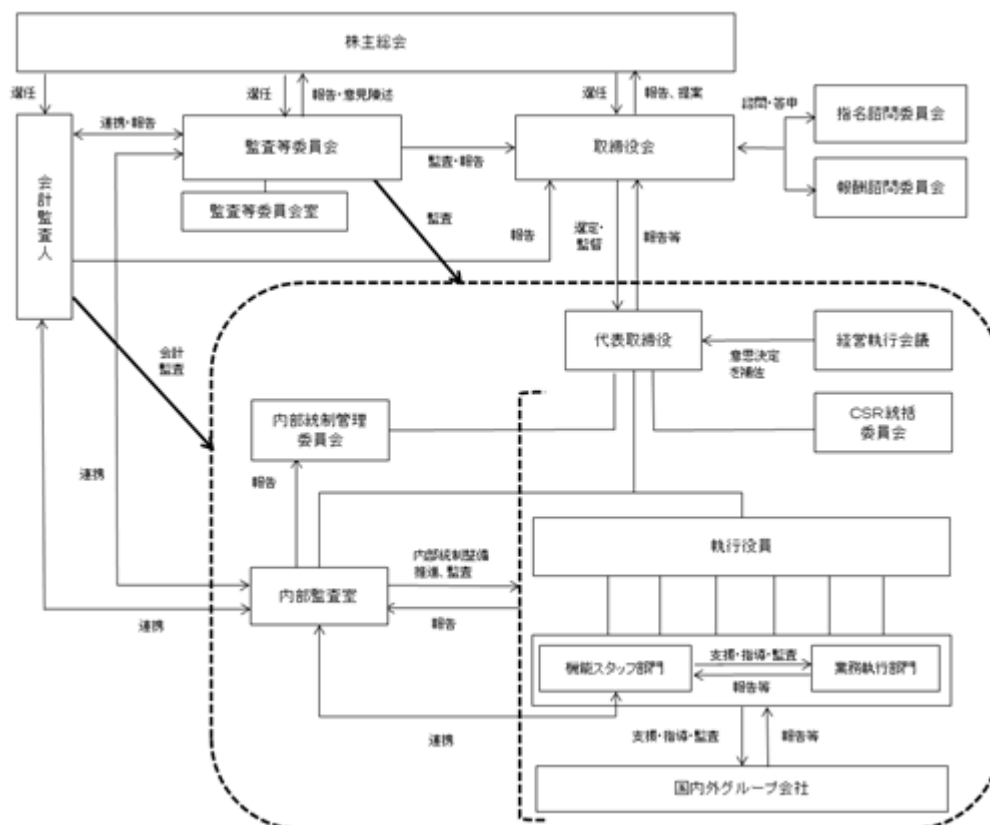 株主総会
選任
選任
報告・意見陳述
選任
報告、提案
諮問・答申
指名諮問委員会
連携・報告
監査等委員会
監査・報告
取締役会
報酬諮問委員会
会計監査人
監査等委員会室
監査
報告
選定・
監督
報告等
代表取締役
経営執行会議
意思決定
を補佐
会計
監査
内部統制管理
委員会
CSR統括
委員会
連携
報告
執行役員
内部統制整備
推進、監査
内部監査室
連携
報告
支援・指導・監査
機能スタッフ部門
業務執行部門
報告等
連携
支援・指導・監査
報告等
国内外グループ会社